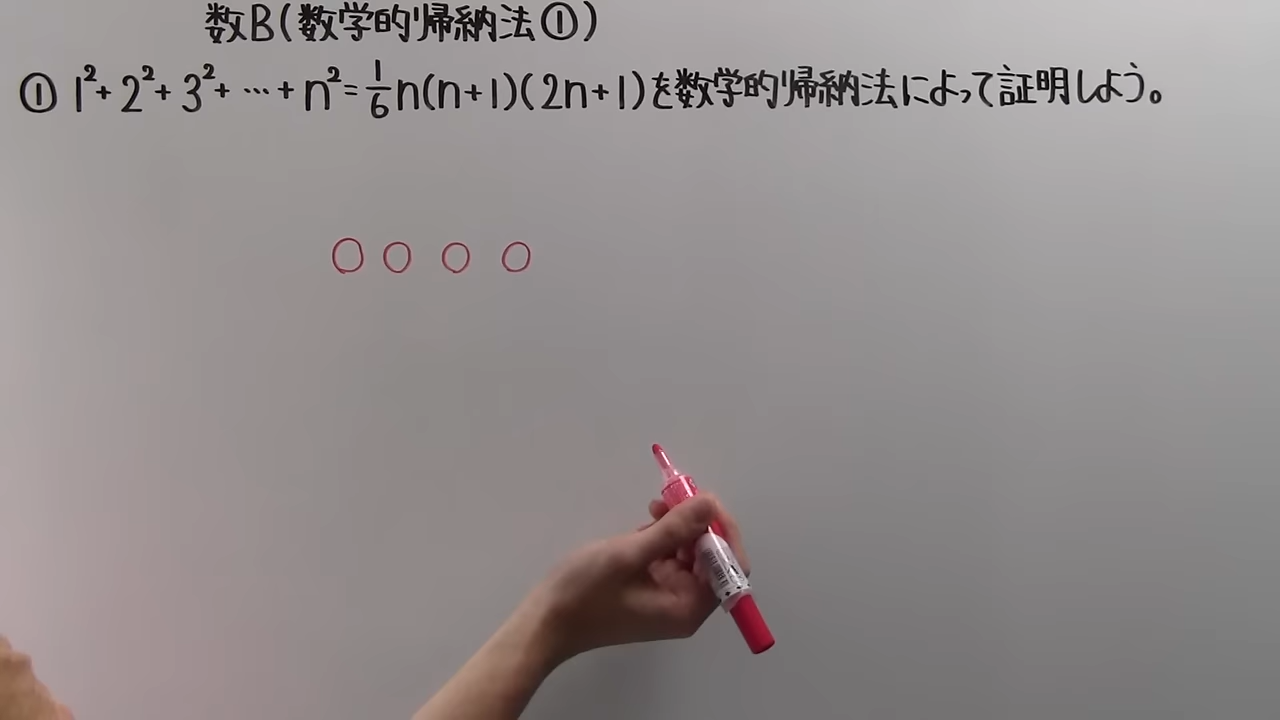 数B(数学的帰納法①)
① 1²+2²+3²+…+n²=1/6n(n+1)(2n+1)を数学的帰納法によって証明しよう。
○ ○ ○ ○